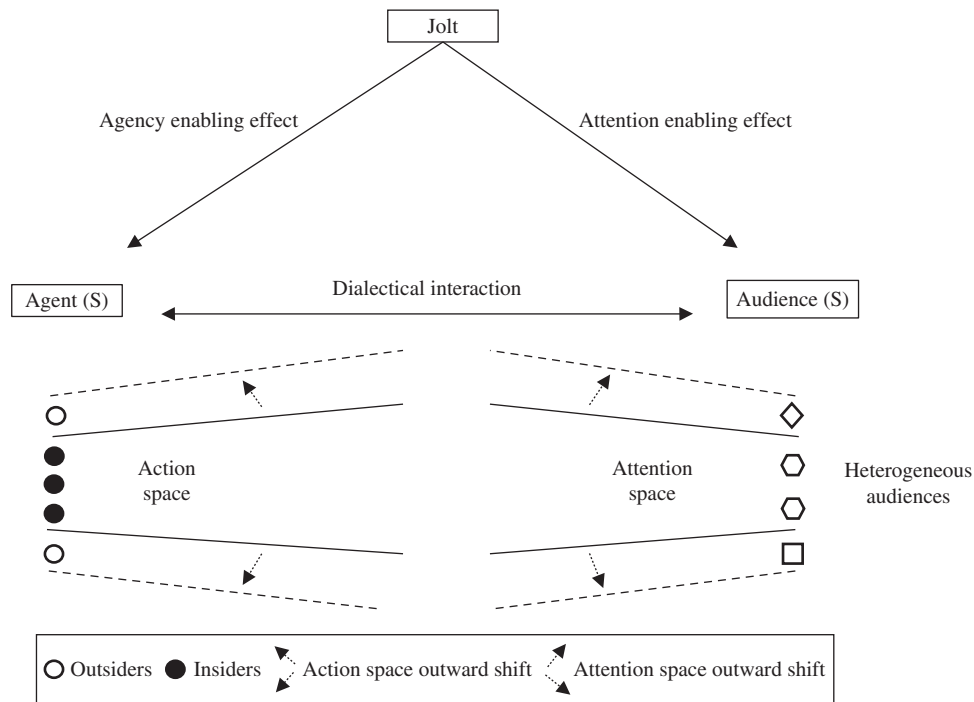 Jolt
Agency enabling effect
Attention enabling effect
Agent (S)
Dialectical interaction
Audience (S)
Action
space
Attention
space
Heterogeneous
audiences
Outsiders Insiders Action space outward shift Attention space outward shift